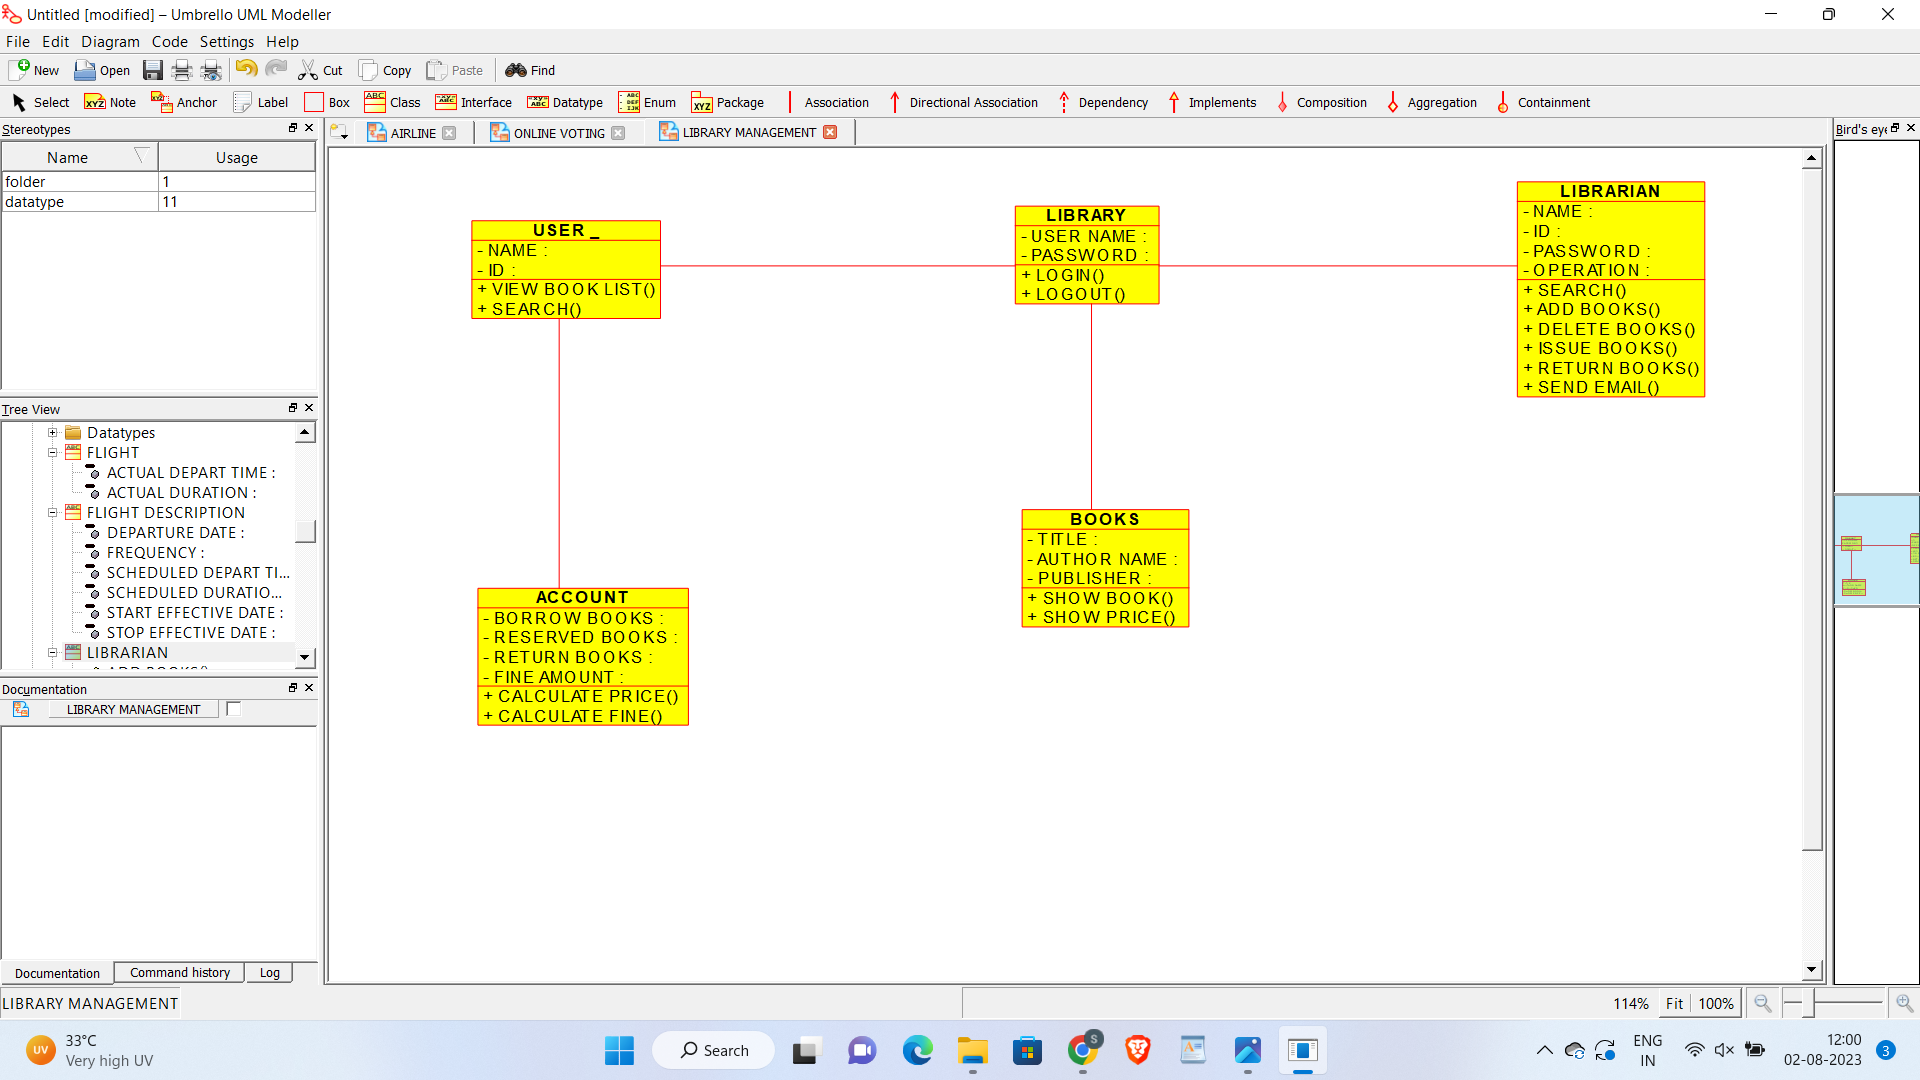 Untitled [modified] – Umbrello UML Modeller
File Edit Diagram Code Settings Help
New Open Cut Copy Paste Find
Select Note Anchor Label Box Class Interface Datatype Enum Package Association Directional Association Dependency Implements Composition Aggregation Containment
Stereotypes
Name Usage
folder 1
datatype 11
Tree View
Datatypes
FLIGHT
ACTUAL DEPART TIME :
ACTUAL DURATION :
FLIGHT DESCRIPTION
DEPARTURE DATE :
FREQUENCY :
SCHEDULED DEPART TI...
SCHEDULED DURATIO...
START EFFECTIVE DATE :
STOP EFFECTIVE DATE :
LIBRARIAN
Documentation
LIBRARY MANAGEMENT
Documentation Command history Log
AIRLINE ONLINE VOTING LIBRARY MANAGEMENT
USER _
- NAME :
- ID :
+ VIEW BOOK LIST()
+ SEARCH()
LIBRARY
- USER NAME :
- PASSWORD :
+ LOGIN()
+ LOGOUT()
LIBRARIAN
- NAME :
- ID :
- PASSWORD :
- OPERATION :
+ SEARCH()
+ ADD BOOKS()
+ DELETE BOOKS()
+ ISSUE BOOKS()
+ RETURN BOOKS()
+ SEND EMAIL()
ACCOUNT
- BORROW BOOKS :
- RESERVED BOOKS :
- RETURN BOOKS :
- FINE AMOUNT :
+ CALCULATE PRICE()
+ CALCULATE FINE()
BOOKS
- TITLE :
- AUTHOR NAME :
- PUBLISHER :
+ SHOW BOOK()
+ SHOW PRICE()
Bird's eye
LIBRARY MANAGEMENT
114% Fit 100%
UV
33°C
Very high UV
Search
S
ENG
IN
12:00
02-08-2023
3